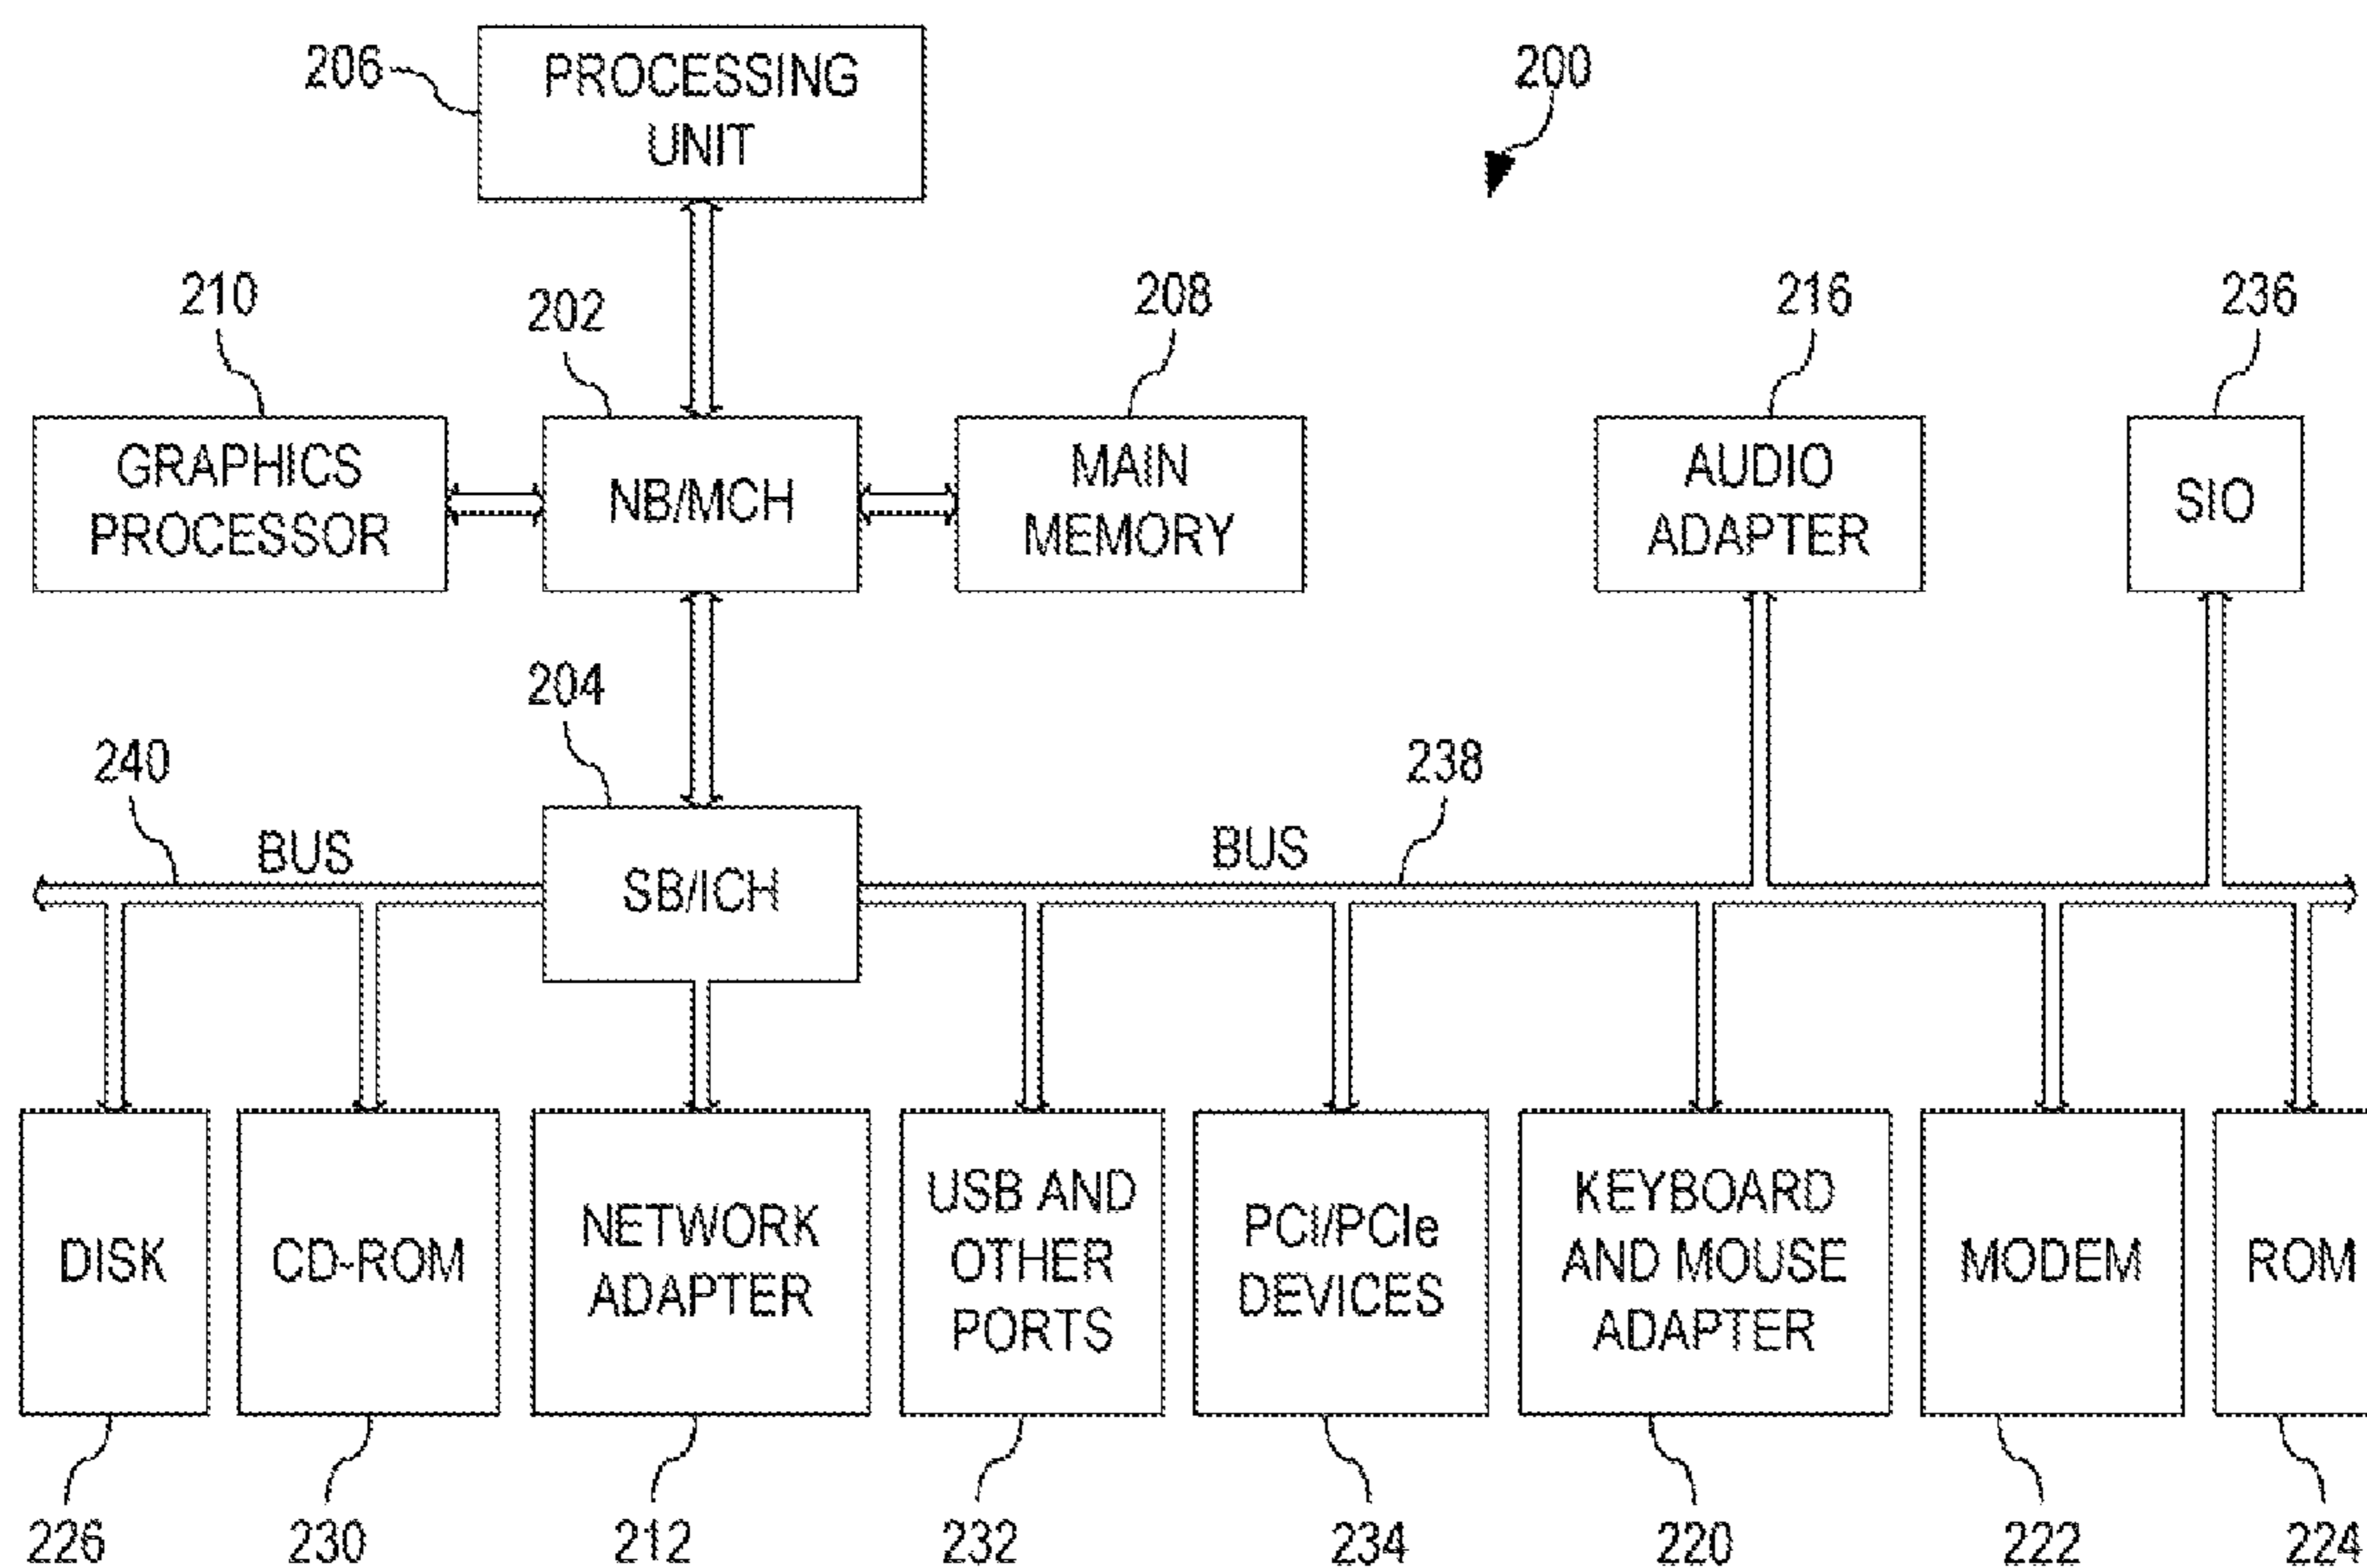 206
PROCESSING
UNIT
200
210
202
208
216
236
GRAPHICS
PROCESSOR
NB/MCH
MAIN
MEMORY
AUDIO
ADAPTER
SIO
204
240
BUS
238
BUS
SB/ICH
DISK
CD-ROM
NETWORK
ADAPTER
USB AND
OTHER
PORTS
PCI/PCIe
DEVICES
KEYBOARD
AND MOUSE
ADAPTER
MODEM
ROM
226
230
212
232
234
220
222
224